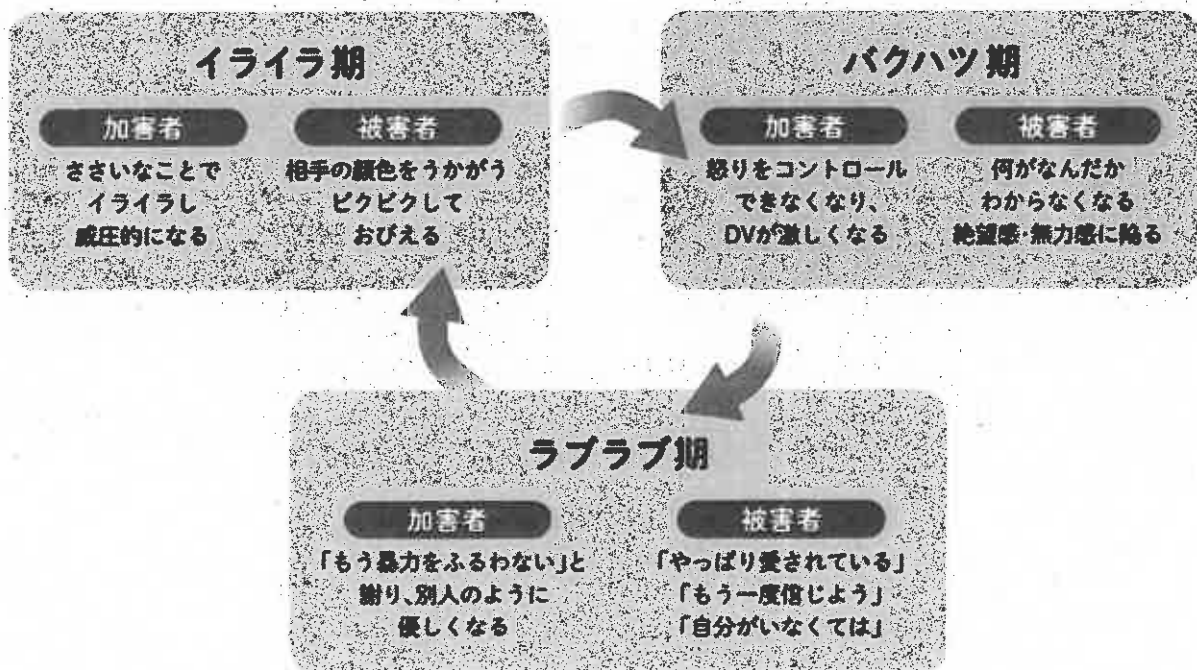 イライラ期
加害者
ささいなことで
イライラし
威圧的になる
被害者
相手の顔色をうかがう
ビクビクして
おびえる
バクハツ期
加害者
怒りをコントロール
できなくなり、
DVが激しくなる
被害者
何がなんだか
わからなくなる
絶望感・無力感に陥る
ラブラブ期
加害者
「もう暴力をふるわない」と
謝り、別人のように
優しくなる
被害者
「やっぱり愛されている」
「もう一度信じよう」
「自分がいなくては」